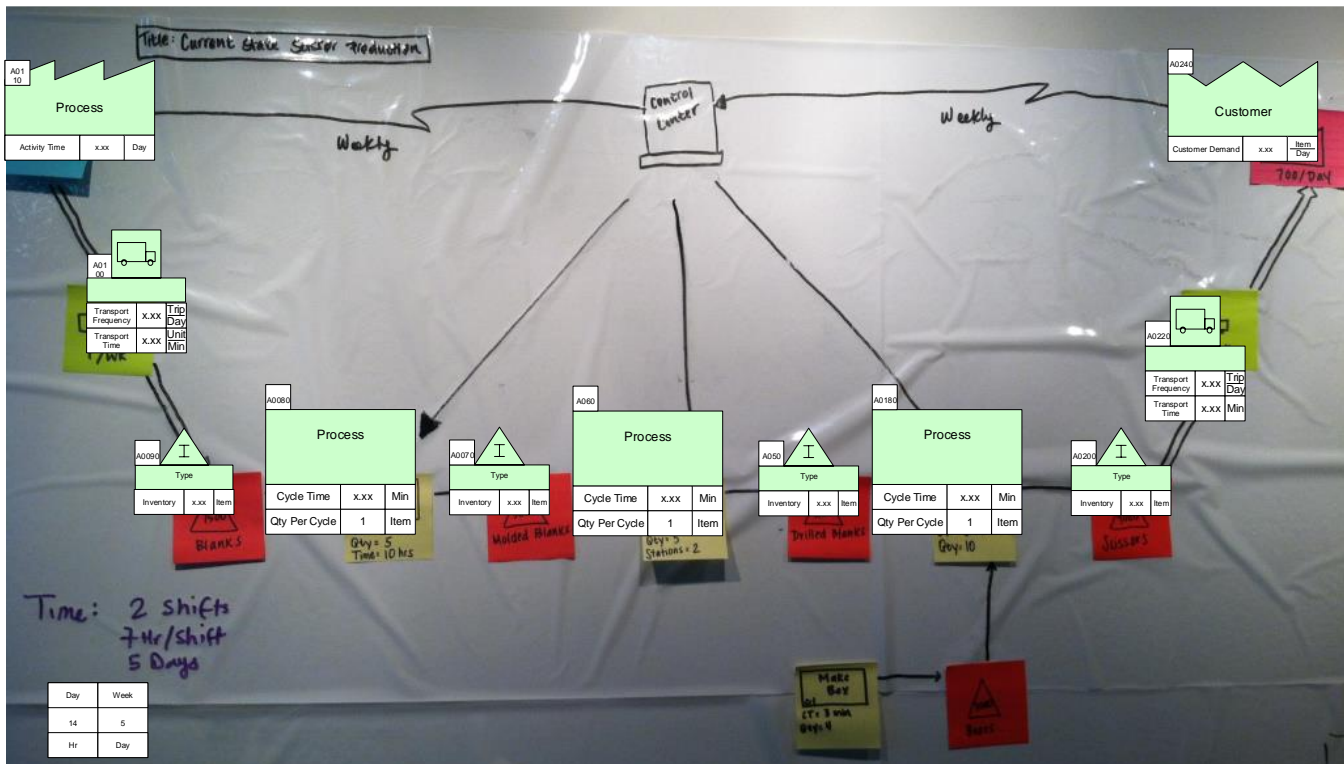 Title: Current State Scissor Production
A01
10
Process
Activity Time x.xx Day
Weekly
Control
Center
Weekly
A0240
Customer
Customer Demand x.xx Item
Day
700/Day
A01
00
Transport
Frequency x.xx Trip
Day
Transport
Time x.xx Unit
Min
1/WK
A0220
Transport
Frequency x.xx Trip
Day
Transport
Time x.xx Min
A0090
I
Type
Inventory x.xx Item
Blanks
A0080
Process
Cycle Time x.xx Min
Qty Per Cycle 1 Item
Qty = 5
Time = 10 hrs
A0070
I
Type
Inventory x.xx Item
Molded Blanks
A060
Process
Cycle Time x.xx Min
Qty Per Cycle 1 Item
Qty = 5
Stations = 2
A050
I
Type
Inventory x.xx Item
Drilled Blanks
A0180
Process
Cycle Time x.xx Min
Qty Per Cycle 1 Item
Qty = 10
A0200
I
Type
Inventory x.xx Item
Scissors
Time: 2 Shifts
7 Hr/Shift
5 Days
Day Week
14 5
Hr Day
Make
Box
CT = 3 min
Qty = 4
Boxes